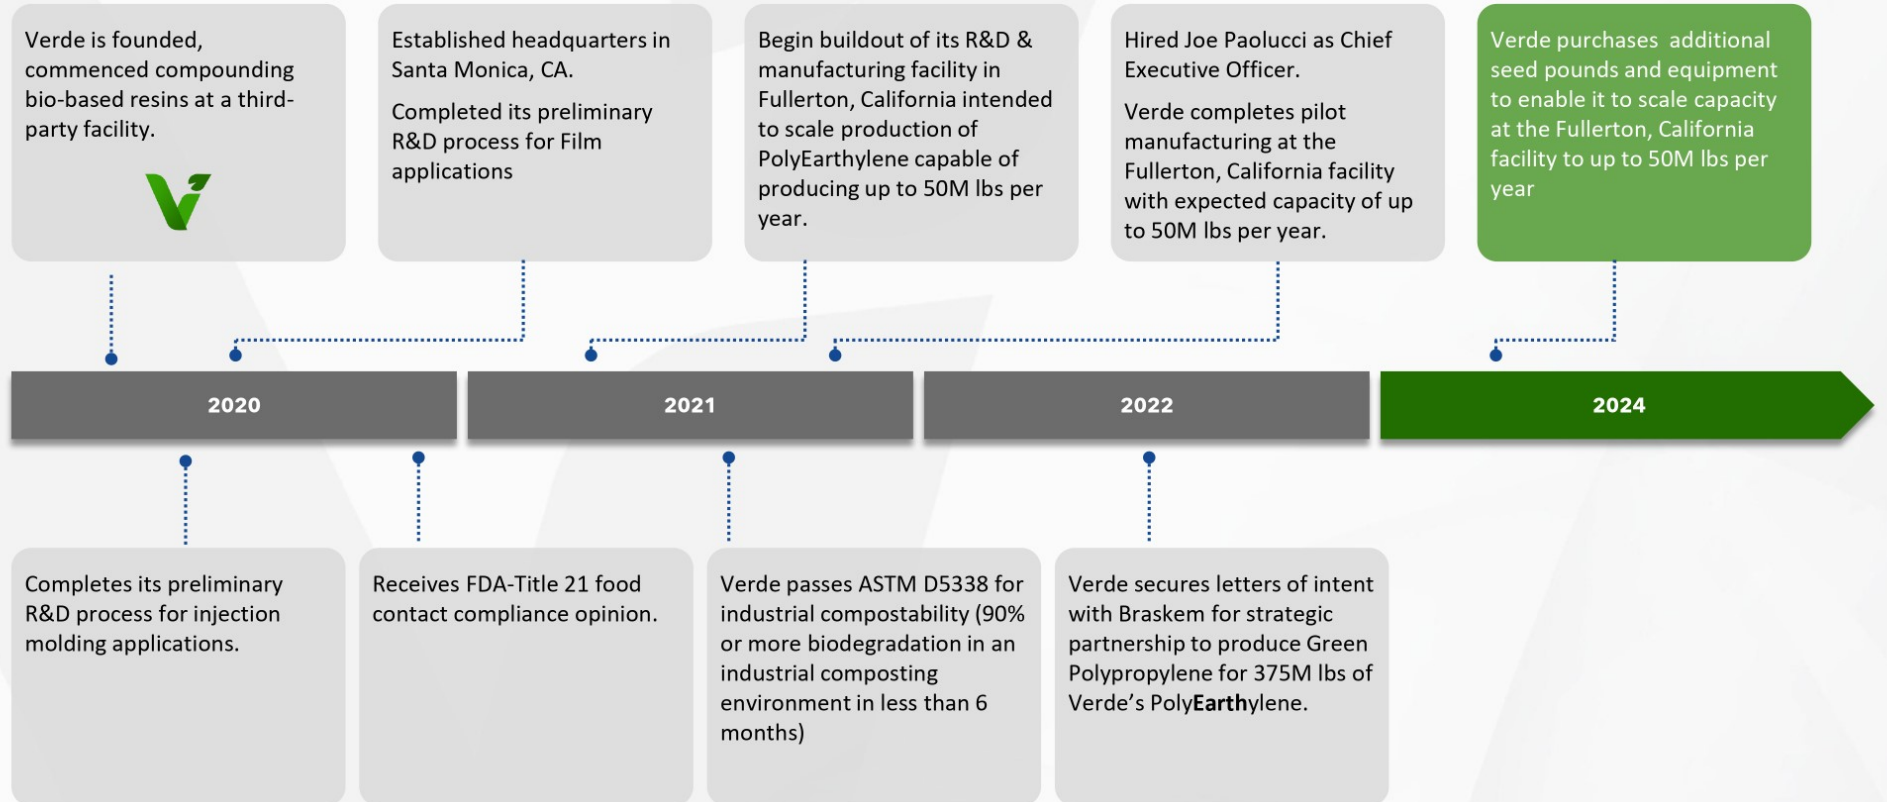 Verde is founded,
commenced compounding
bio-based resins at a third-
party facility.
Established headquarters in
Santa Monica, CA.
Completed its preliminary
R&D process for Film
applications
Begin buildout of its R&D &
manufacturing facility in
Fullerton, California intended
to scale production of
PolyEarthylene capable of
producing up to 50M lbs per
year.
Hired Joe Paolucci as Chief
Executive Officer.
Verde completes pilot
manufacturing at the
Fullerton, California facility
with expected capacity of up
to 50M lbs per year.
Verde purchases  additional
seed pounds and equipment
to enable it to scale capacity
at the Fullerton, California
facility to up to 50M lbs per
year
2020
2021
2022
2024
Completes its preliminary
R&D process for injection
molding applications.
Receives FDA-Title 21 food
contact compliance opinion.
Verde passes ASTM D5338 for
industrial compostability (90%
or more biodegradation in an
industrial composting
environment in less than 6
months)
Verde secures letters of intent
with Braskem for strategic
partnership to produce Green
Polypropylene for 375M lbs of
Verde’s PolyEarthylene.